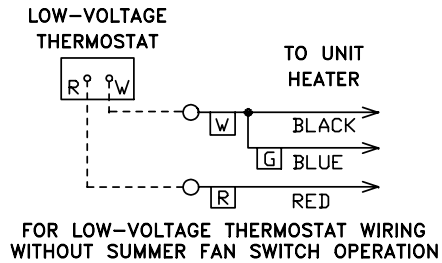 LOW-VOLTAGE
THERMOSTAT
TO UNIT
HEATER
R W
W
BLACK
G BLUE
R
RED
FOR LOW-VOLTAGE THERMOSTAT WIRING
WITHOUT SUMMER FAN SWITCH OPERATION